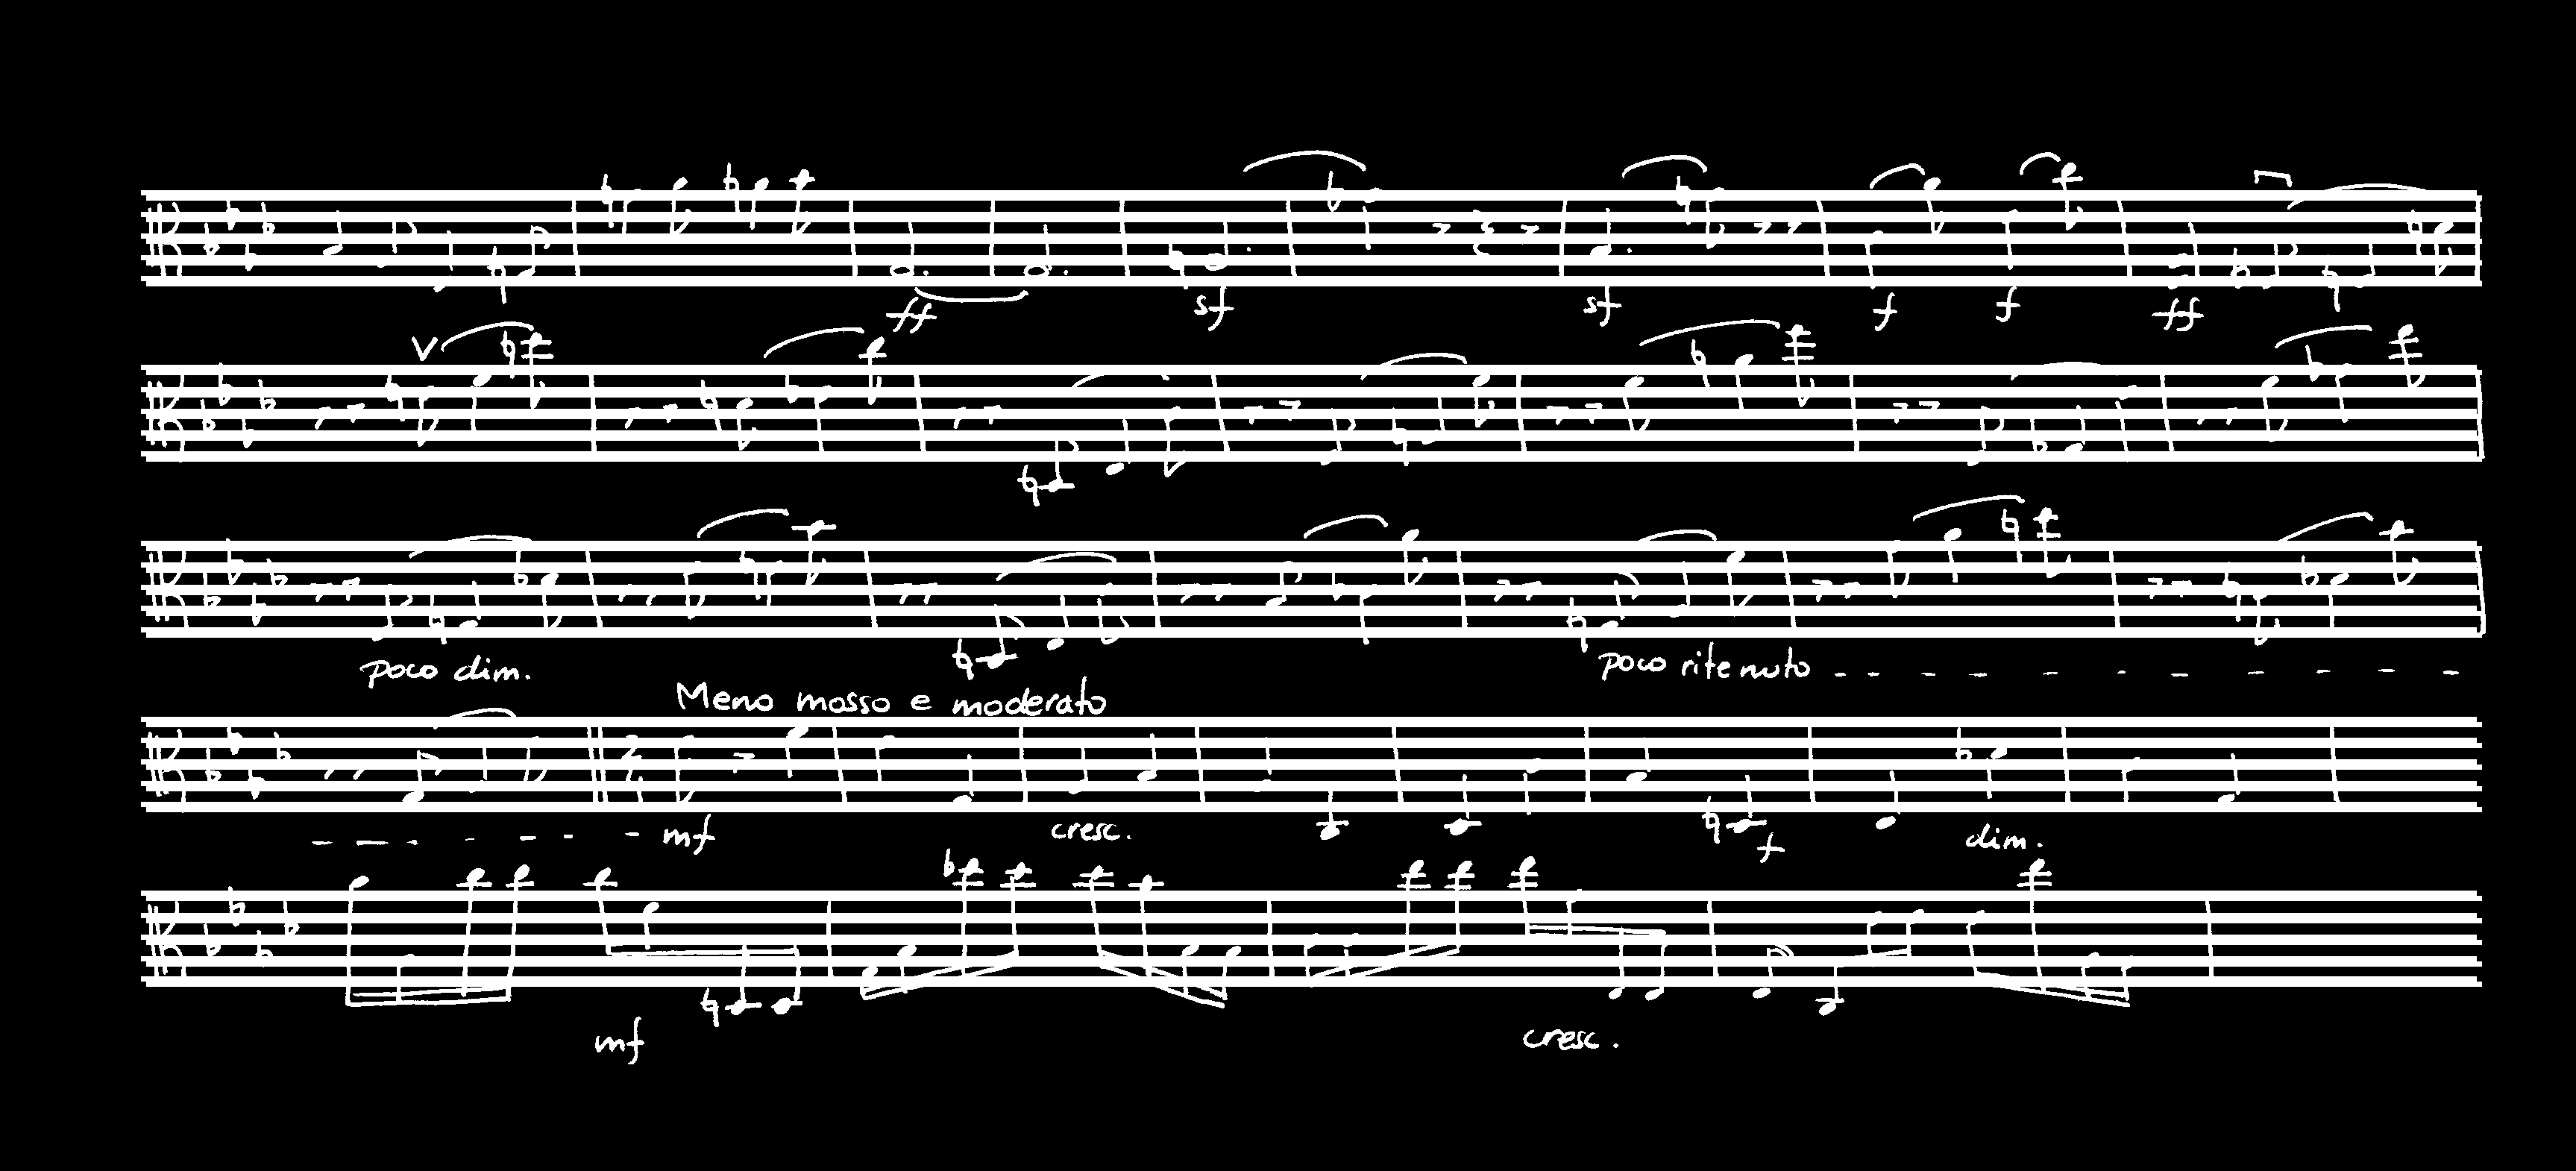 ff sf sf f f ff
V
poco dim. poco ritenuto
Meno mosso e moderato
mf cresc. f dim.
mf cresc.